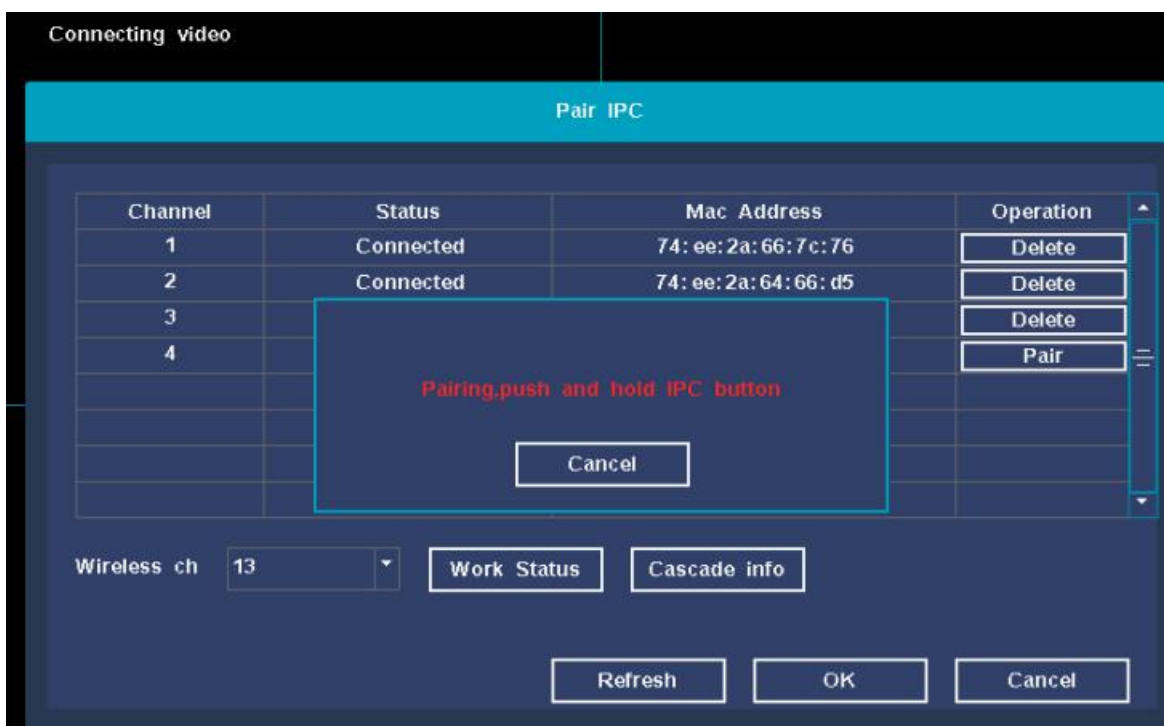 Connecting video
Pair IPC
Channel Status Mac Address Operation
1 Connected 74:ee:2a:66:7c:76 Delete
2 Connected 74:ee:2a:64:66:d5 Delete
3 Delete
4 Pair
Pairing,push and hold IPC button
Cancel
Wireless ch 13 Work Status Cascade info
Refresh OK Cancel